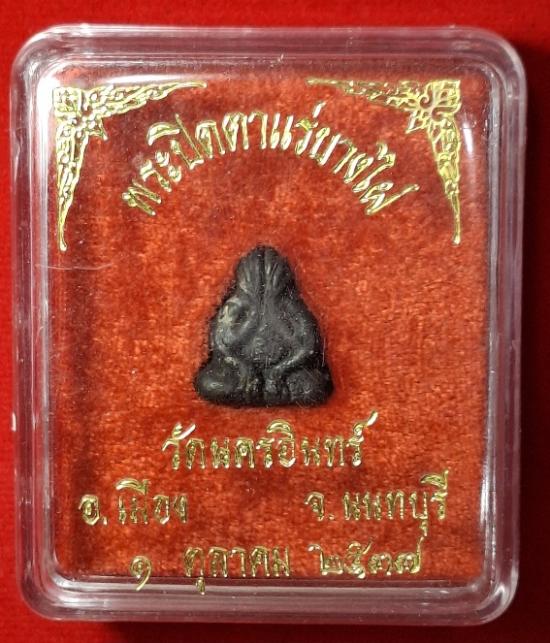 พระปิดตาแร่บางไผ่
วัดนครอินทร์
อ. เมือง จ. นนทบุรี
๑ ตุลาคม ๒๕๓๗